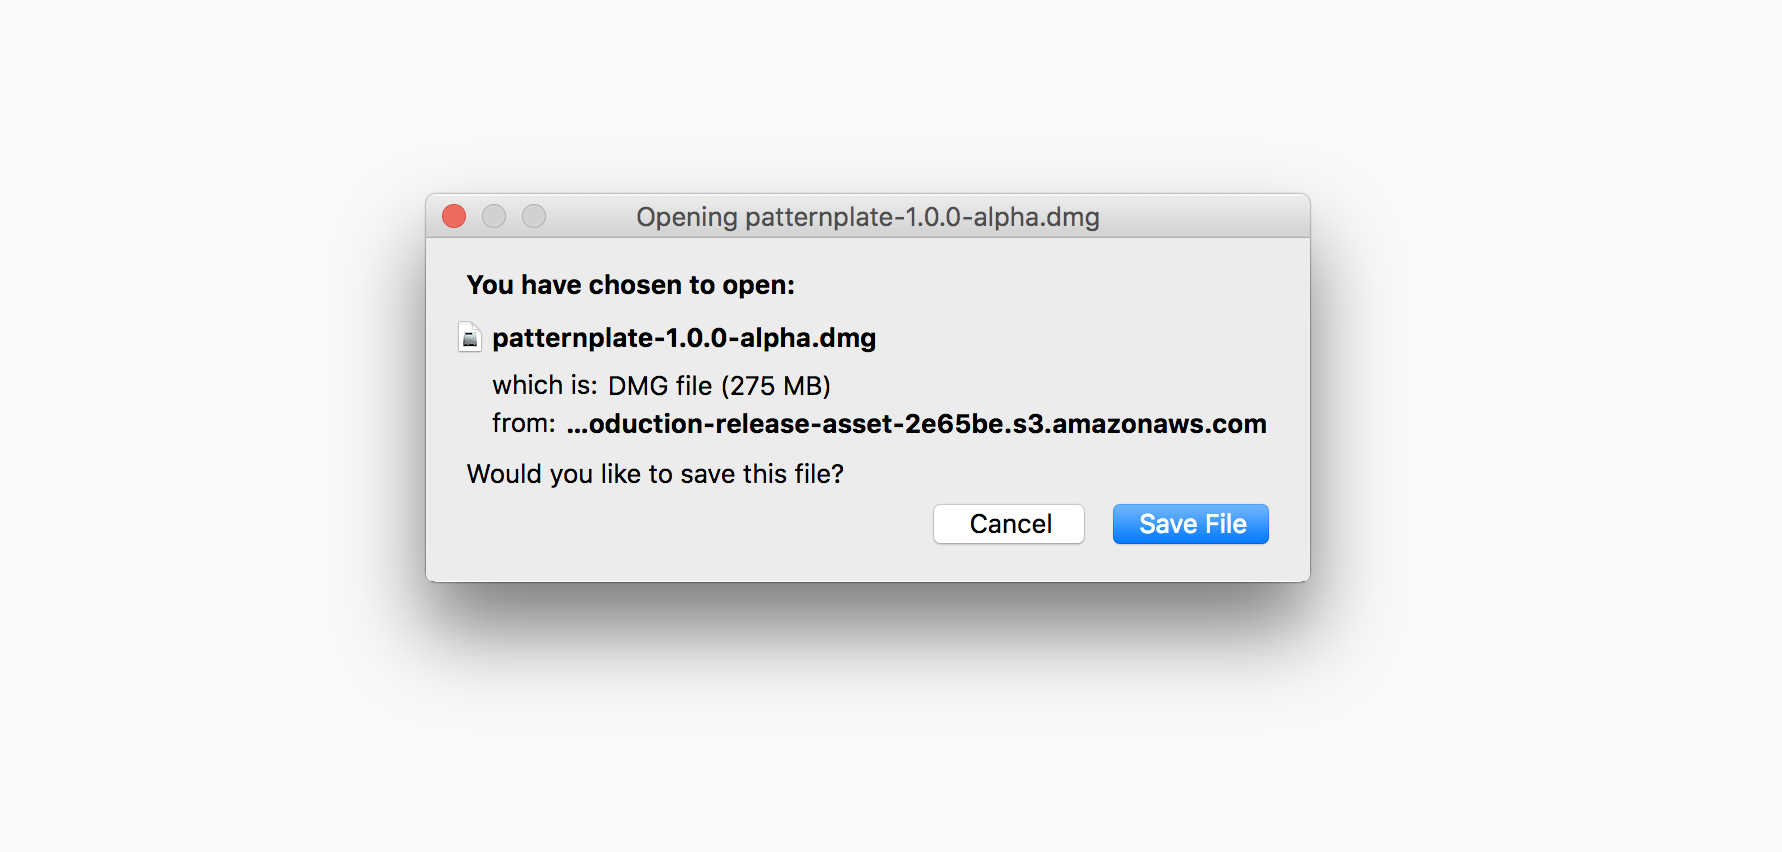 Opening patternplate-1.0.0-alpha.dmg
You have chosen to open:
patternplate-1.0.0-alpha.dmg
which is: DMG file (275 MB)
from: ...oduction-release-asset-2e65be.s3.amazonaws.com
Would you like to save this file?
Cancel Save File